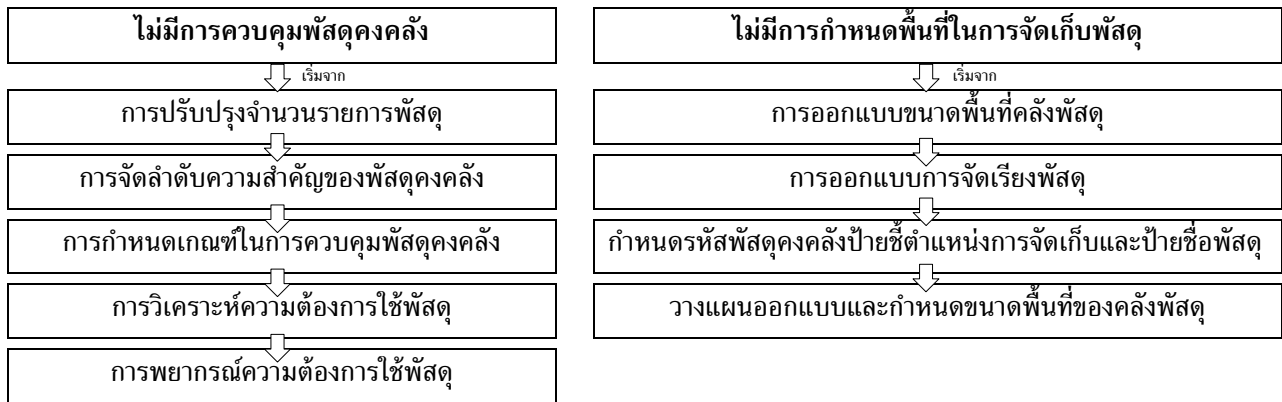 ไม่มีการควบคุมพัสดุคงคลัง
เริ่มจาก
การปรับปรุงจำนวนรายการพัสดุ
การจัดลำดับความสำคัญของพัสดุคงคลัง
การกำหนดเกณฑ์ในการควบคุมพัสดุคงคลัง
การวิเคราะห์ความต้องการใช้พัสดุ
การพยากรณ์ความต้องการใช้พัสดุ
ไม่มีการกำหนดพื้นที่ในการจัดเก็บพัสดุ
เริ่มจาก
การออกแบบขนาดพื้นที่คลังพัสดุ
การออกแบบการจัดเรียงพัสดุ
กำหนดรหัสพัสดุคงคลังป้ายชี้ตำแหน่งการจัดเก็บและป้ายชื่อพัสดุ
วางแผนออกแบบและกำหนดขนาดพื้นที่ของคลังพัสดุ